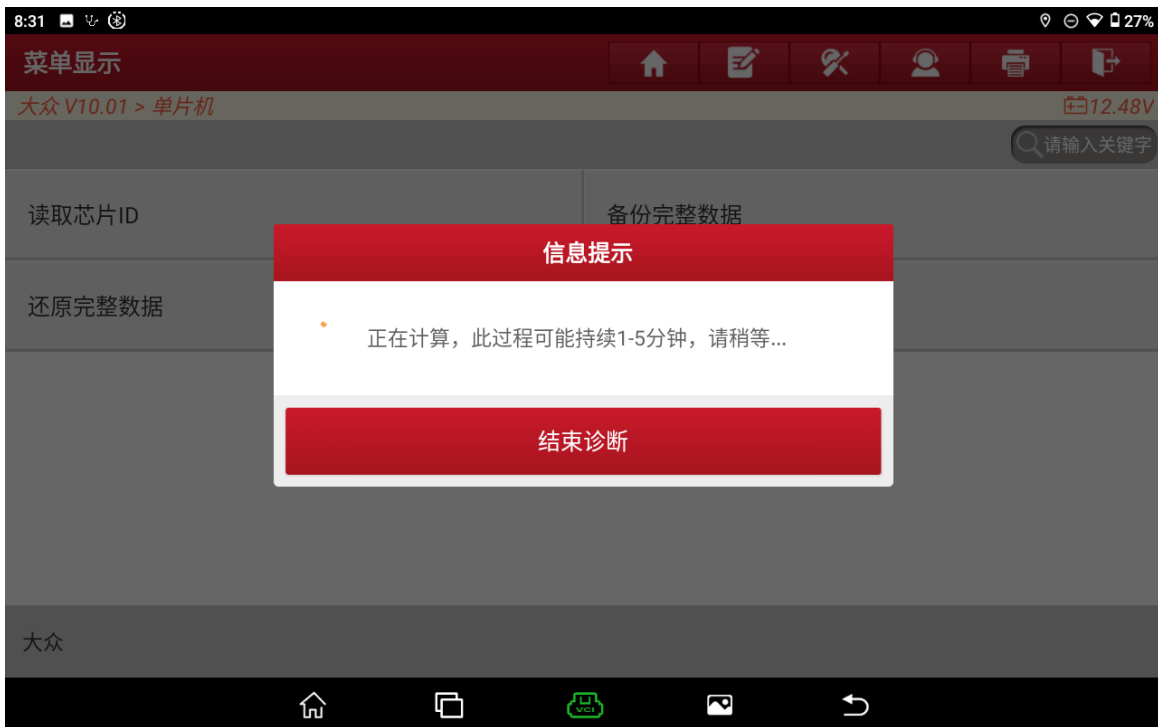 8:31 27%
菜单显示
大众 V10.01 > 单片机 12.48V
请输入关键字
读取芯片ID 备份完整数据
信息提示
还原完整数据
正在计算，此过程可能持续1-5分钟，请稍等...
结束诊断
大众
VCI